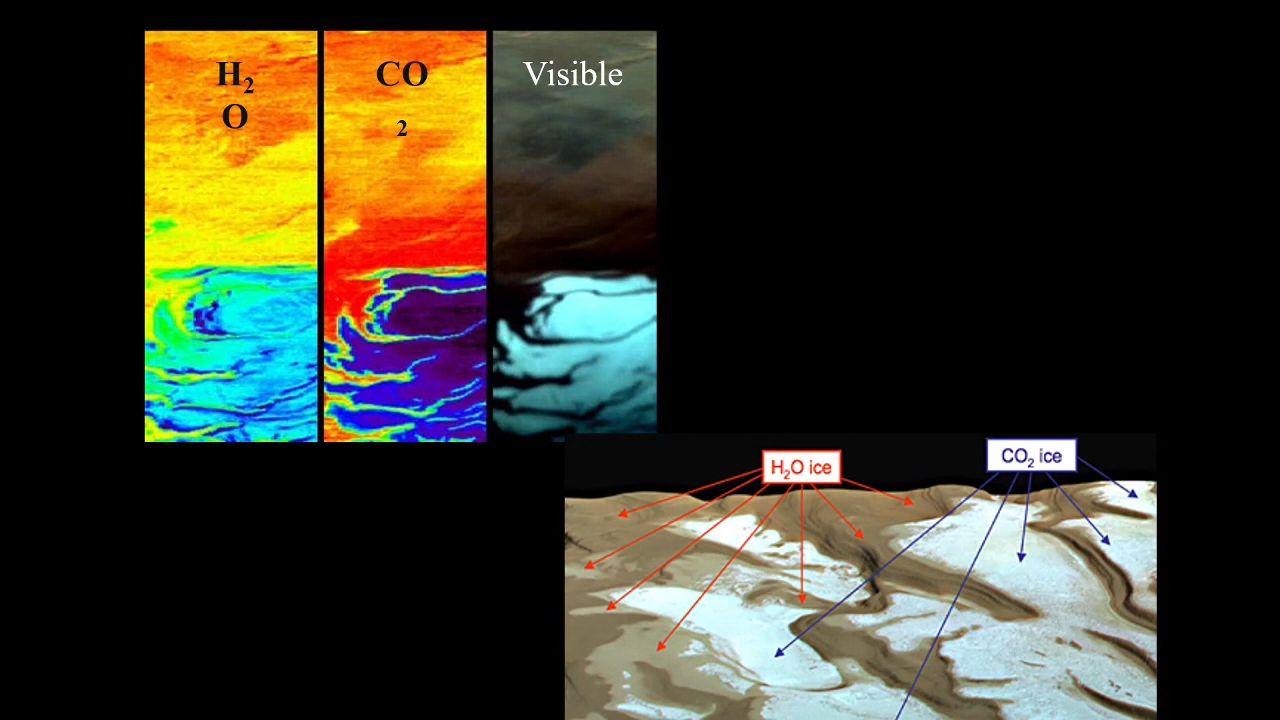 H₂
O
CO
₂
Visible
H₂O ice
CO₂ ice